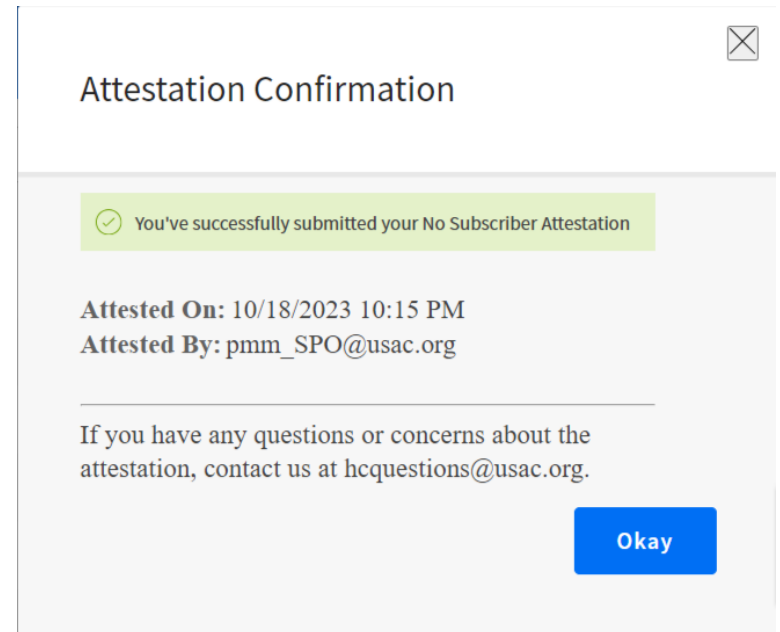 Attestation Confirmation
You've successfully submitted your No Subscriber Attestation
Attested On: 10/18/2023 10:15 PM
Attested By: pmm_SPO@usac.org
If you have any questions or concerns about the
attestation, contact us at hcquestions@usac.org.
Okay